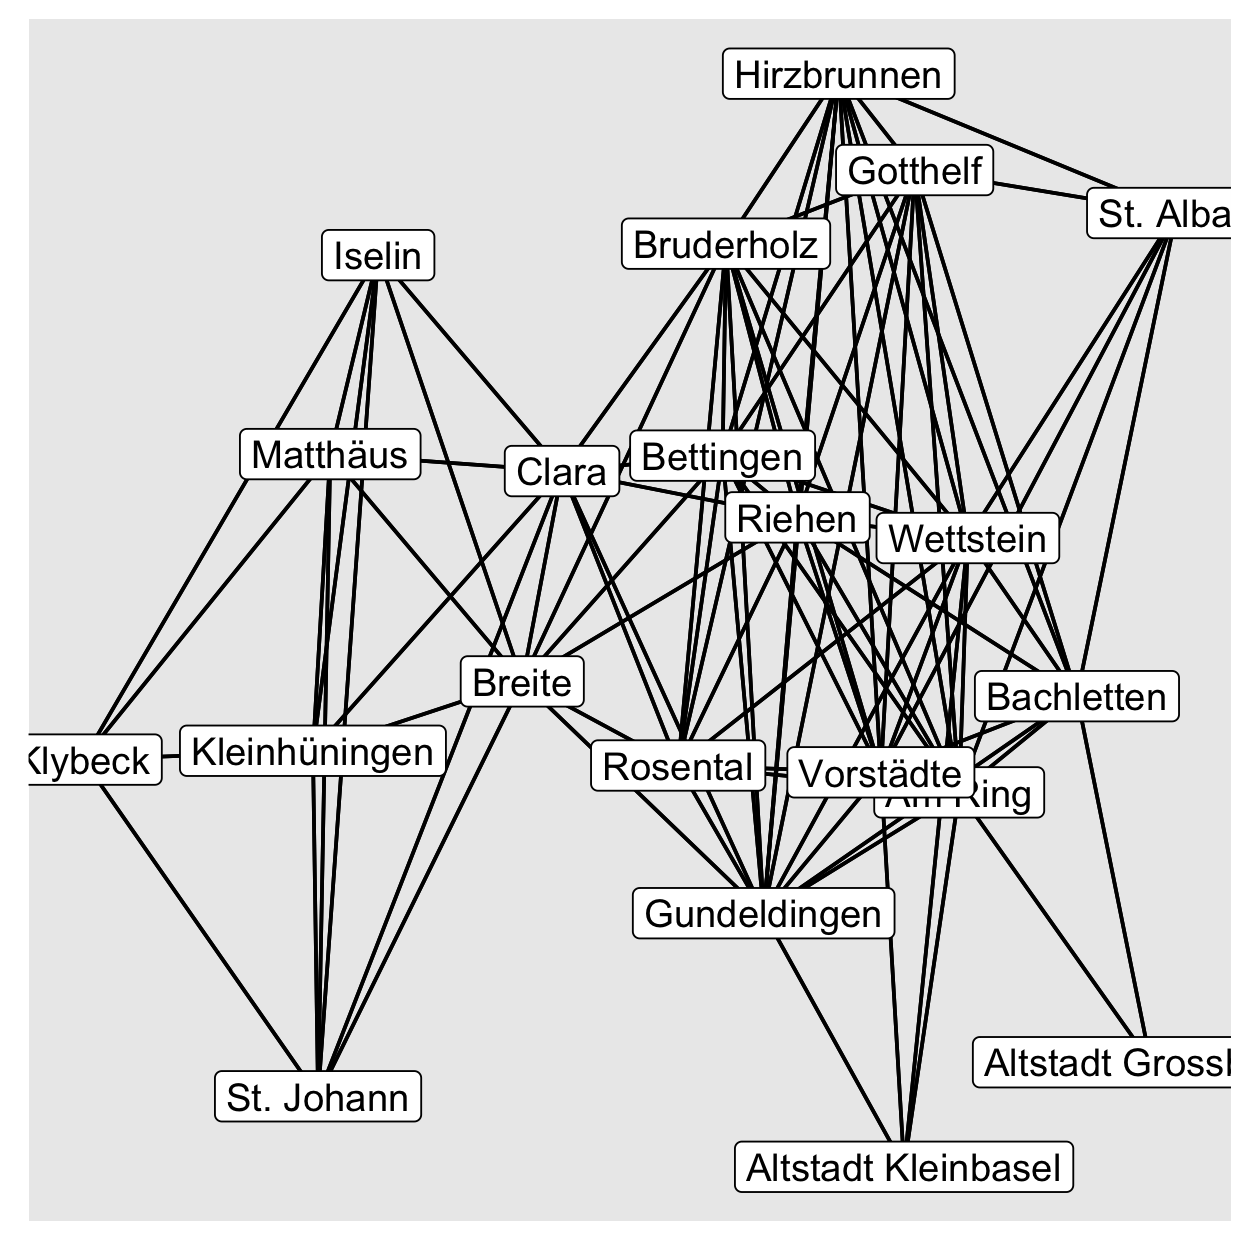 Hirzbrunnen
Gotthelf
St. Alba
Bruderholz
Iselin
Matthäus
Clara
Bettingen
Riehen
Wettstein
Breite
Bachletten
Klybeck
Kleinhüningen
Rosental
Vorstädte
Am Ring
Gundeldingen
Altstadt Grossl
St. Johann
Altstadt Kleinbasel